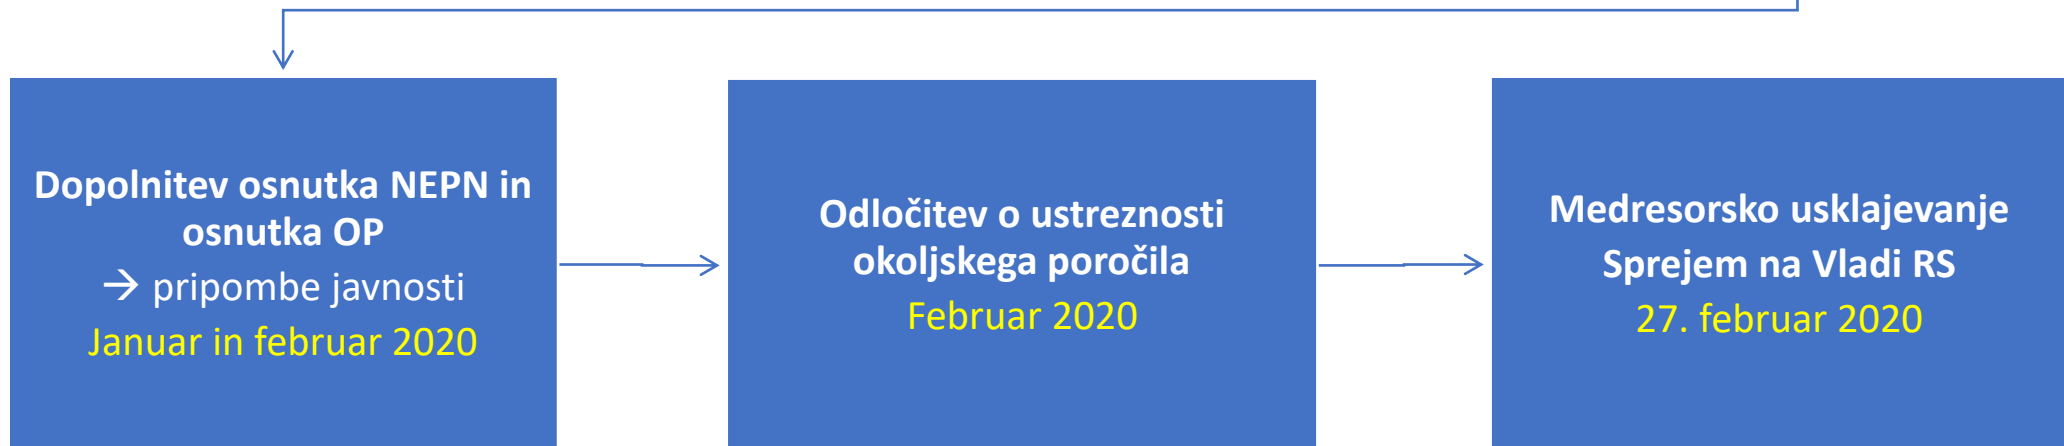 Dopolnitev osnutka NEPN in
osnutka OP
→ pripombe javnosti
Januar in februar 2020
Odločitev o ustreznosti
okoljskega poročila
Februar 2020
Medresorsko usklajevanje
Sprejem na Vladi RS
27. februar 2020